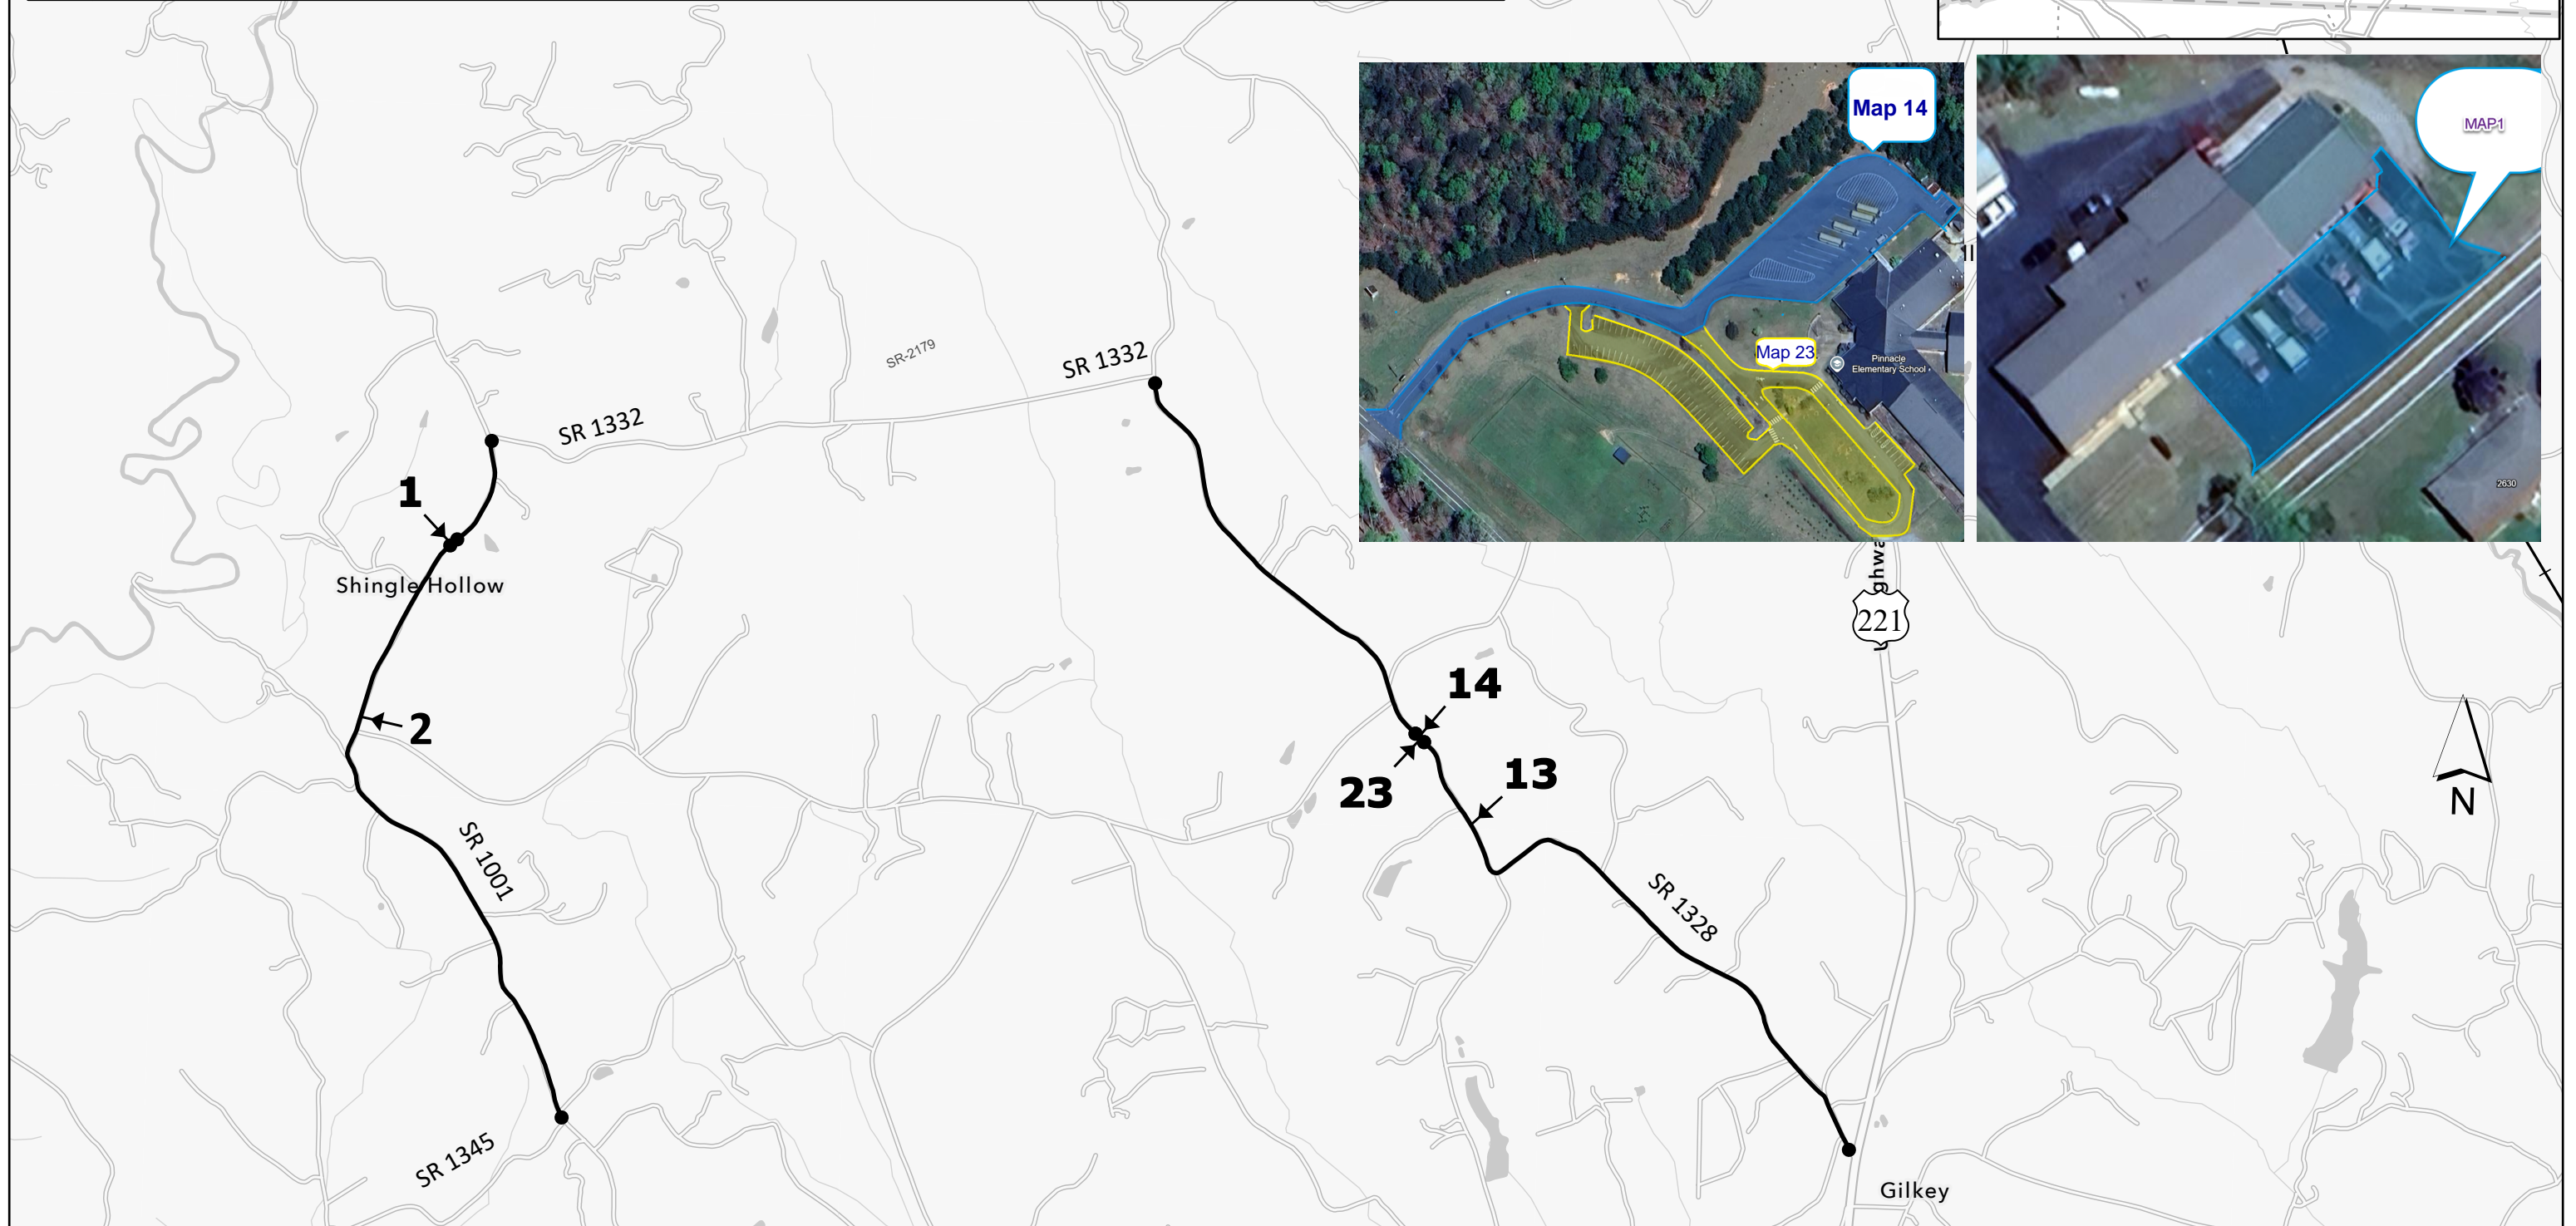 Map 14
MAP1
SR 1332
SR-2179
Map 23
Pinnacle
Elementary School
SR 1332
1
2630
Shingle Hollow
ghwa
221
14
2
13
23
N
SR 1001
SR 1328
SR 1345
Gilkey